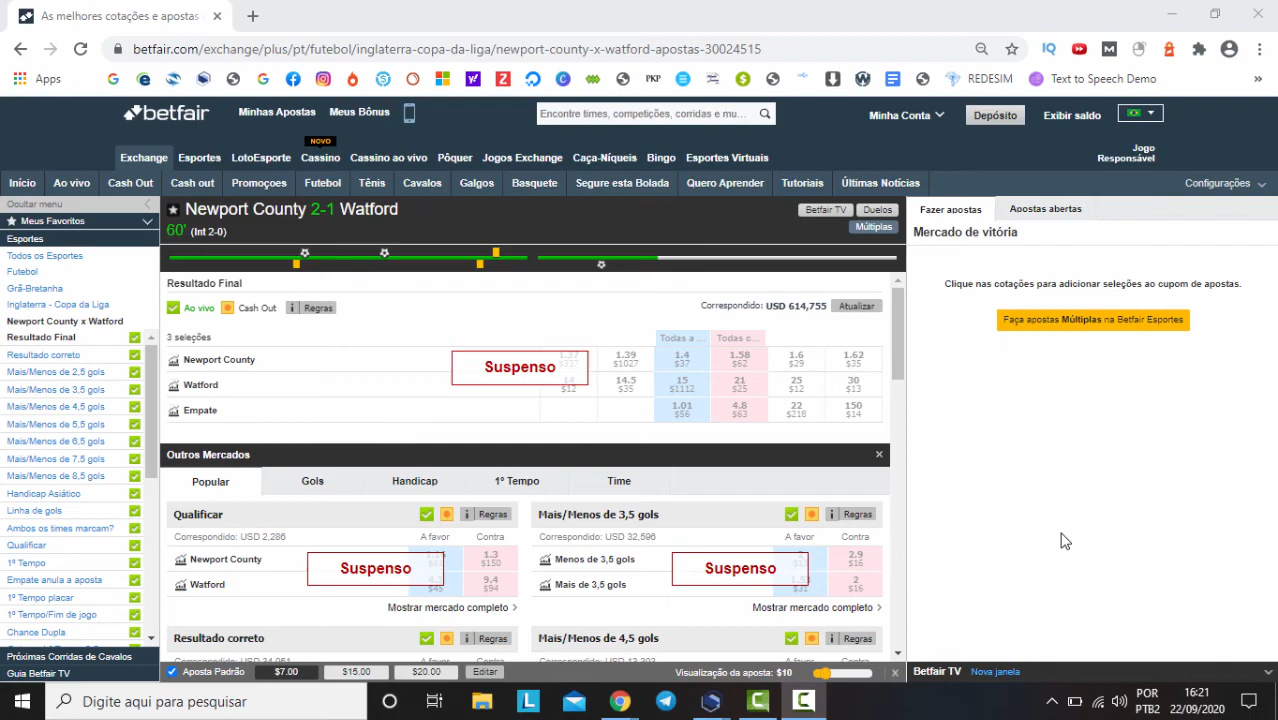 As melhores cotações e apostas
betfair.com/exchange/plus/pt/futebol/inglaterra-copa-da-liga/newport-county-x-watford-apostas-30024515
Apps
PKP
REDESIM
Text to Speech Demo
betfair
Minhas Apostas
Meus Bônus
Encontre times, competições, corridas e mu...
Minha Conta
Depósito
Exibir saldo
NOVO
Exchange Esportes LotoEsporte Cassino Cassino ao vivo Pôquer Jogos Exchange Caça-Níqueis Bingo Esportes Virtuais
Jogo
Responsável
Início Ao vivo Cash Out Cash out Promoçoes Futebol Tênis Cavalos Galgos Basquete Segure esta Bolada Quero Aprender Tutoriais Últimas Notícias Configurações
Ocultar menu
Meus Favoritos
Esportes
Todos os Esportes
Futebol
Grã-Bretanha
Inglaterra - Copa da Liga
Newport County x Watford
Resultado Final
Resultado correto
Mais/Menos de 2,5 gols
Mais/Menos de 3,5 gols
Mais/Menos de 4,5 gols
Mais/Menos de 5,5 gols
Mais/Menos de 6,5 gols
Mais/Menos de 7,5 gols
Mais/Menos de 8,5 gols
Handicap Asiático
Linha de gols
Ambos os times marcam?
Qualificar
1º Tempo
Empate anula a aposta
1º Tempo placar
1º Tempo/Fim de jogo
Chance Dupla
Próximas Corridas de Cavalos
Guia Betfair TV
Newport County 2-1 Watford
60' (Int 2-0)
Betfair TV Duelos
Múltiplas
Resultado Final
Ao vivo Cash Out i Regras
Correspondido: USD 614,755 Atualizar
3 seleções Todas a ... Todas c...
Newport County 1.39 1.4 1.58 1.6 1.62
$1027 $37 $62 $29 $35
Suspenso
Watford 14.5 15 21 25 30
$12 $35 $1112 $25 $12 $13
Empate 1.01 4.8 22 150
$56 $63 $218 $14
Outros Mercados
Popular Gols Handicap 1º Tempo Time
Qualificar i Regras
Correspondido: USD 2,286 A favor Contra
Newport County 1.3
$150
Suspenso
Watford 9.4
$45 $94
Mostrar mercado completo
Resultado correto i Regras
Mais/Menos de 3,5 gols i Regras
Correspondido: USD 32,596 A favor Contra
Menos de 3,5 gols 2.9
$16
Suspenso
Mais de 3,5 gols 2
$31 $16
Mostrar mercado completo
Mais/Menos de 4,5 gols i Regras
Aposta Padrão $7.00 $15.00 $20.00 Editar
Visualização da aposta: $10
Fazer apostas Apostas abertas
Mercado de vitória
Clique nas cotações para adicionar seleções ao cupom de apostas.
Faça apostas Múltiplas na Betfair Esportes
Betfair TV Nova janela
Digite aqui para pesquisar
POR
PTB2
16:21
22/09/2020